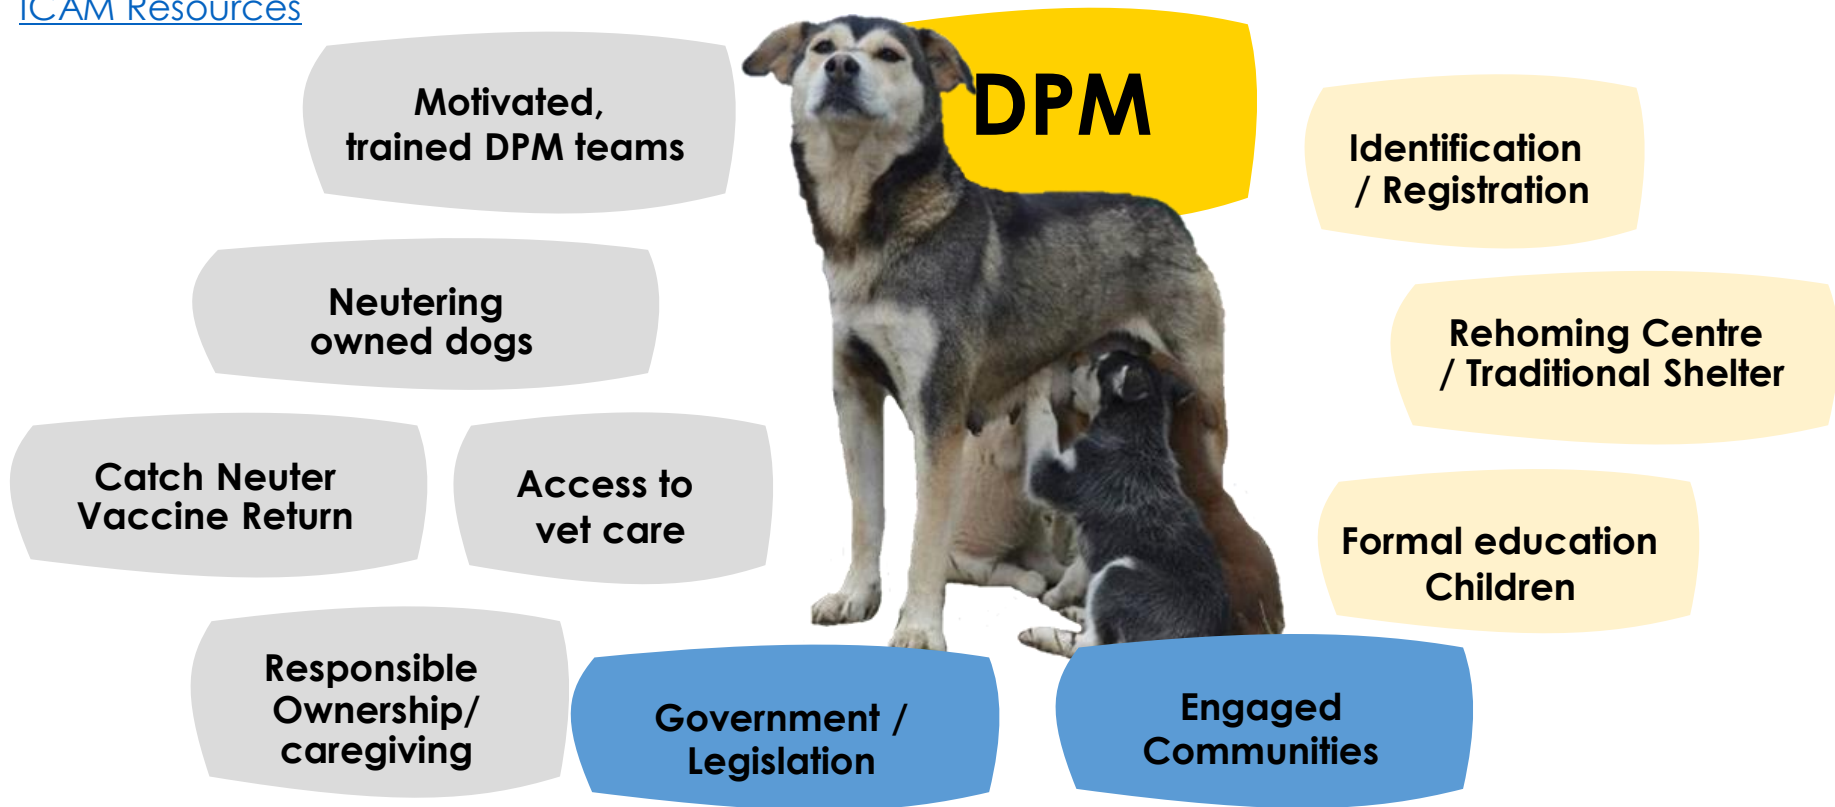 ICAM Resources
DPM
Motivated,
trained DPM teams
Identification
/ Registration
Neutering
owned dogs
Rehoming Centre
/ Traditional Shelter
Catch Neuter
Vaccine Return
Access to
vet care
Formal education
Children
Responsible
Ownership/
caregiving
Government /
Legislation
Engaged
Communities